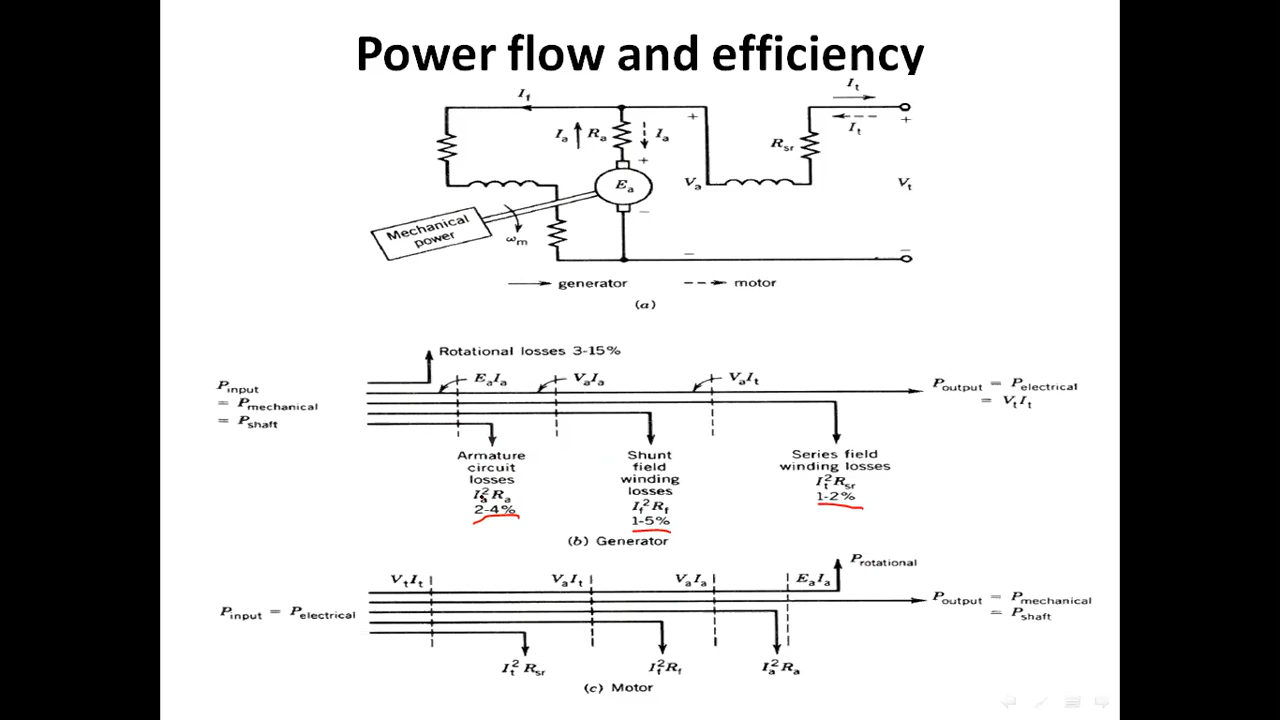 Power flow and efficiency
I_t
I_f
I_a R_a I_a
+
R_sr
I_t
+
+
E_a
V_a
V_t
Mechanical
power
ω_m
−
−
−
generator
motor
(a)
Rotational losses 3-15%
P_input
= P_mechanical
= P_shaft
E_aI_a
V_aI_a
V_aI_t
P_output = P_electrical
= V_tI_t
Armature
circuit
losses
I_a²R_a
2-4%
Shunt
field
winding
losses
I_f²R_f
1-5%
Series field
winding losses
I_t²R_sr
1-2%
(b) Generator
P_rotational
V_tI_t
V_aI_t
V_aI_a
E_aI_a
P_input = P_electrical
P_output = P_mechanical
= P_shaft
I_t²R_sr
I_f²R_f
I_a²R_a
(c) Motor